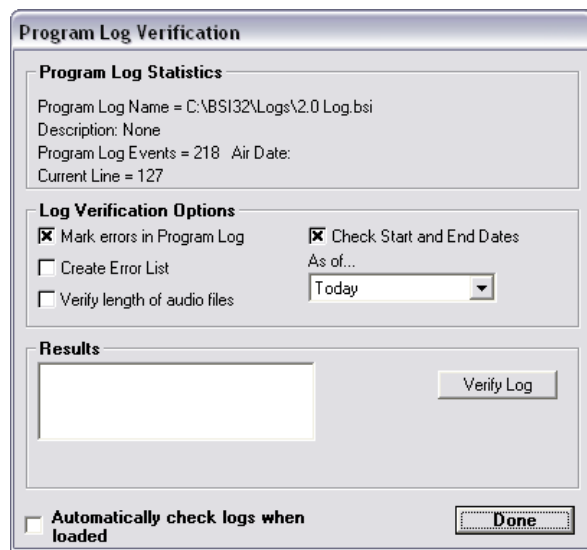 Program Log Verification
Program Log Statistics
Program Log Name = C:\BSI32\Logs\2.0 Log.bsi
Description: None
Program Log Events = 218 Air Date:
Current Line = 127
Log Verification Options
Mark errors in Program Log
Check Start and End Dates
Create Error List
As of...
Verify length of audio files
Today
Results
Verify Log
Automatically check logs when
loaded
Done